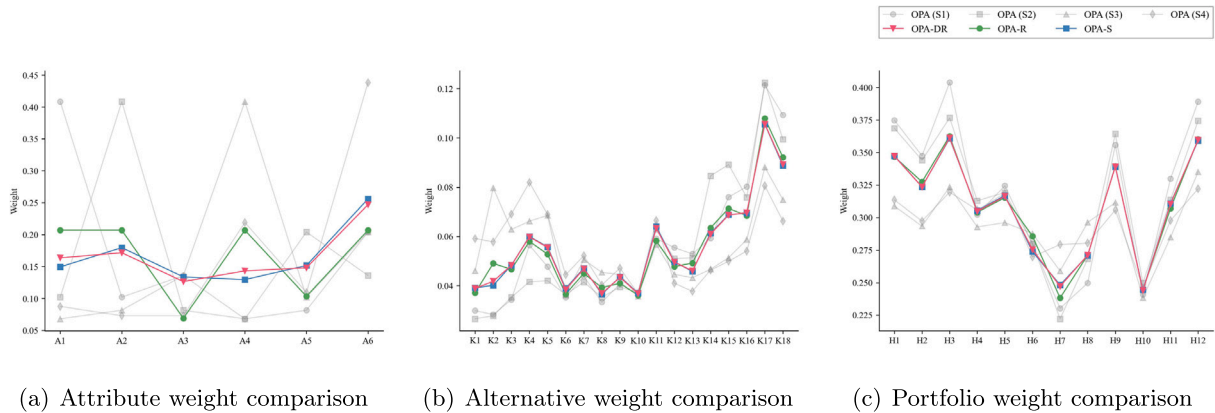 OPA (S1) OPA (S2) OPA (S3) OPA (S4)
OPA-DR OPA-R OPA-S
Weight
0.45
0.40
0.35
0.30
0.25
0.20
0.15
0.10
0.05
A1 A2 A3 A4 A5 A6
Weight
0.12
0.10
0.08
0.06
0.04
K1 K2 K3 K4 K5 K6 K7 K8 K9 K10 K11 K12 K13 K14 K15 K16 K17 K18
Weight
0.400
0.375
0.350
0.325
0.300
0.275
0.250
0.225
H1 H2 H3 H4 H5 H6 H7 H8 H9 H10 H11 H12
(a) Attribute weight comparison
(b) Alternative weight comparison
(c) Portfolio weight comparison